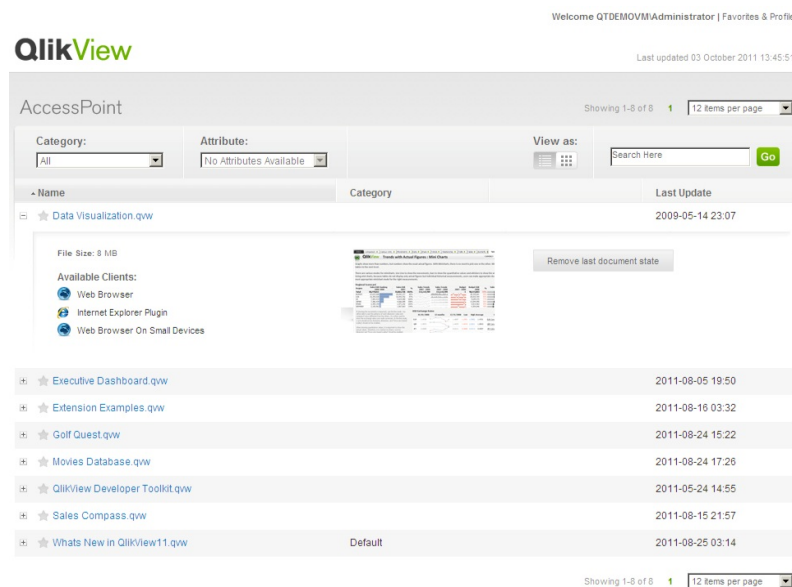 Welcome QTDEMOVM\Administrator | Favorites & Profile
QlikView
Last updated 03 October 2011 13:45:51
AccessPoint
Showing 1-8 of 8 1 12 items per page
Category: Attribute: View as:
All No Attributes Available Search Here Go
Name Category Last Update
Data Visualization.qvw 2009-05-14 23:07
File Size: 8 MB
QlikView Trends with Actual Figures - Mini Charts
Remove last document state
Available Clients:
Web Browser
Internet Explorer Plugin
Web Browser On Small Devices
Executive Dashboard.qvw 2011-08-05 19:50
Extension Examples.qvw 2011-08-16 03:32
Golf Quest.qvw 2011-08-24 15:22
Movies Database.qvw 2011-08-24 17:26
QlikView Developer Toolkit.qvw 2011-05-24 14:55
Sales Compass.qvw 2011-08-15 21:57
Whats New in QlikView11.qvw Default 2011-08-25 03:14
Showing 1-8 of 8 1 12 items per page